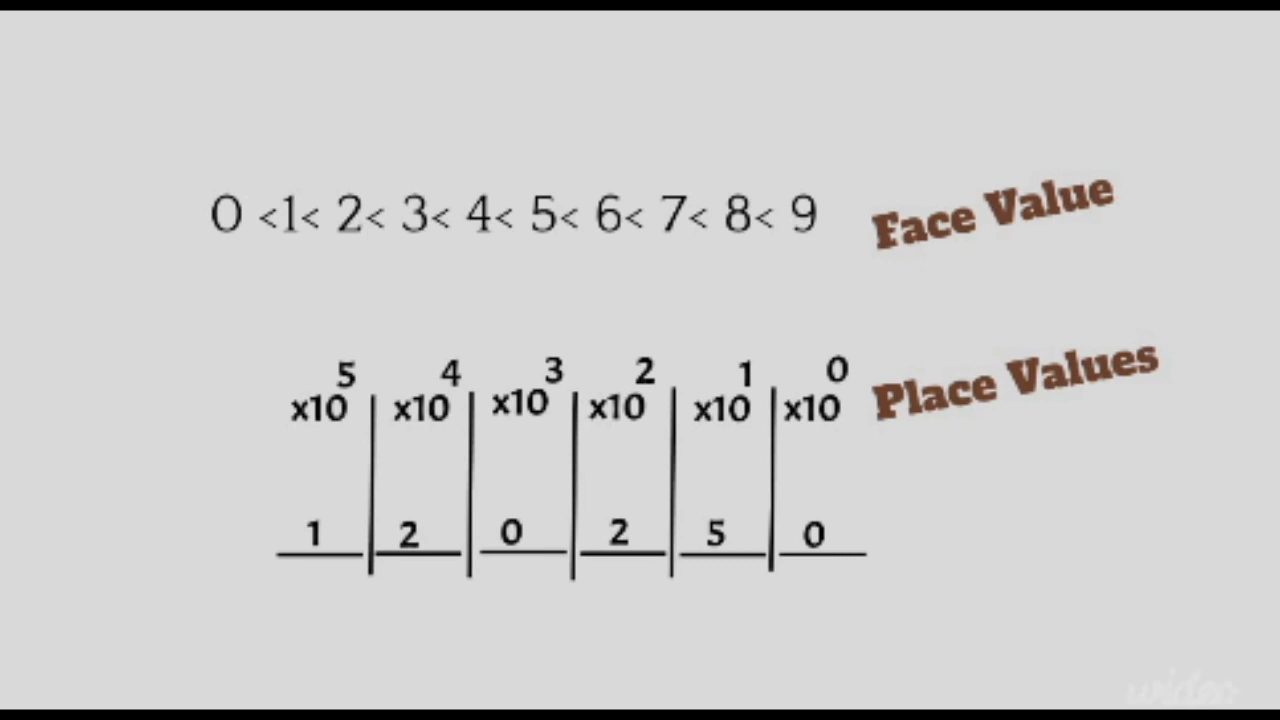 0 <1< 2< 3< 4< 5< 6< 7< 8< 9 Face Value
5 4 3 2 1 0
x10 x10 x10 x10 x10 x10 Place Values
1 2 0 2 5 0